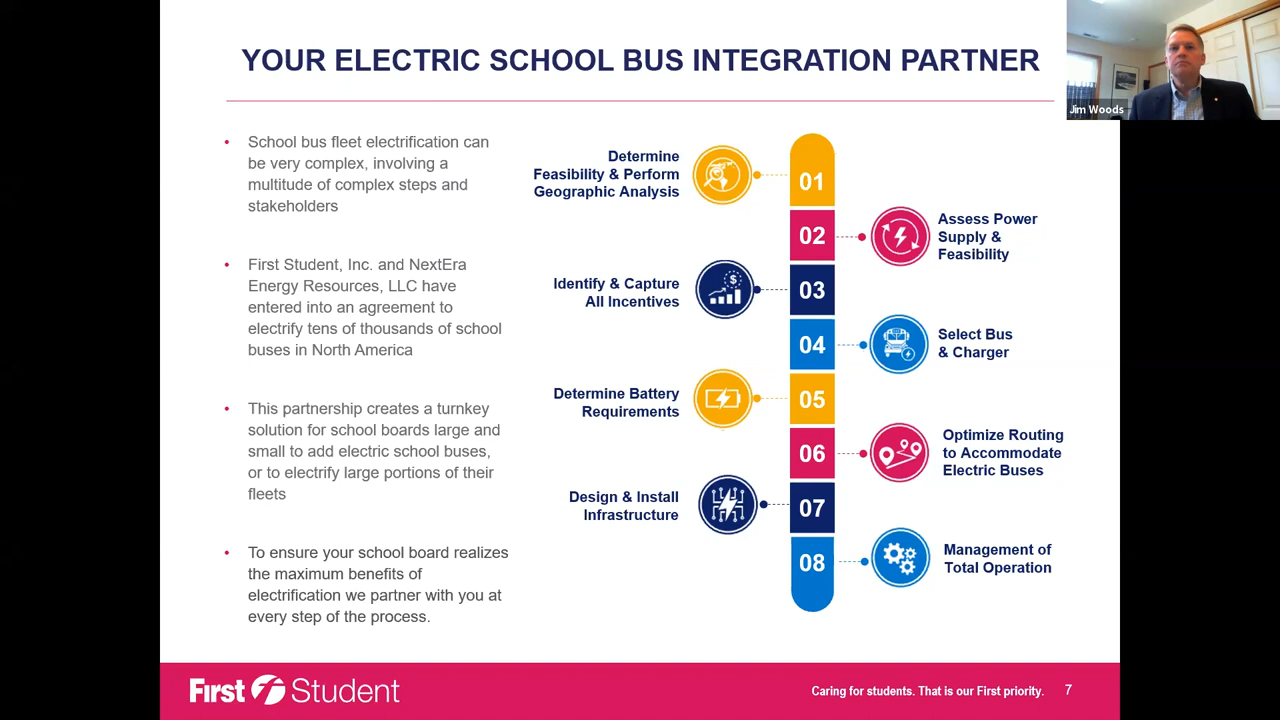 YOUR ELECTRIC SCHOOL BUS INTEGRATION PARTNER
Jim Woods
• School bus fleet electrification can
be very complex, involving a
multitude of complex steps and
stakeholders
• First Student, Inc. and NextEra
Energy Resources, LLC have
entered into an agreement to
electrify tens of thousands of school
buses in North America
• This partnership creates a turnkey
solution for school boards large and
small to add electric school buses,
or to electrify large portions of their
fleets
• To ensure your school board realizes
the maximum benefits of
electrification we partner with you at
every step of the process.
Determine
Feasibility & Perform
Geographic Analysis
01
02
Assess Power
Supply &
Feasibility
Identify & Capture
All Incentives
$
03
04
Select Bus
& Charger
Determine Battery
Requirements
05
06
Optimize Routing
to Accommodate
Electric Buses
Design & Install
Infrastructure
07
08
Management of
Total Operation
First Student
Caring for students. That is our First priority.
7